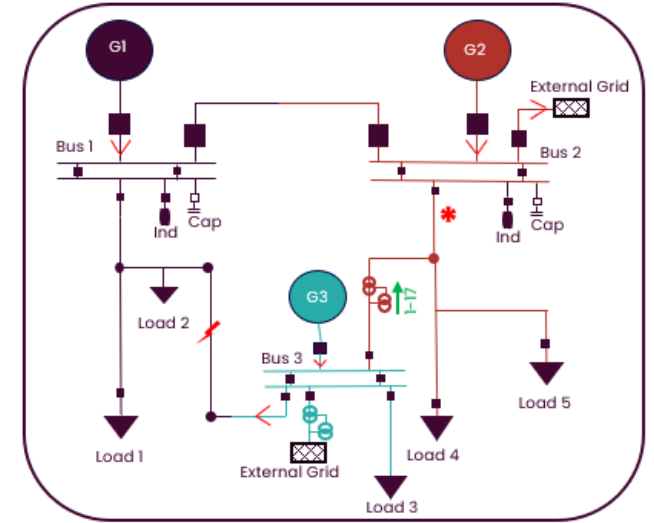 G1
G2
External Grid
Bus 1
Bus 2
Ind
Cap
Ind
Cap
1-17
G3
Load 2
Bus 3
Load 5
Load 1
External Grid
Load 4
Load 3